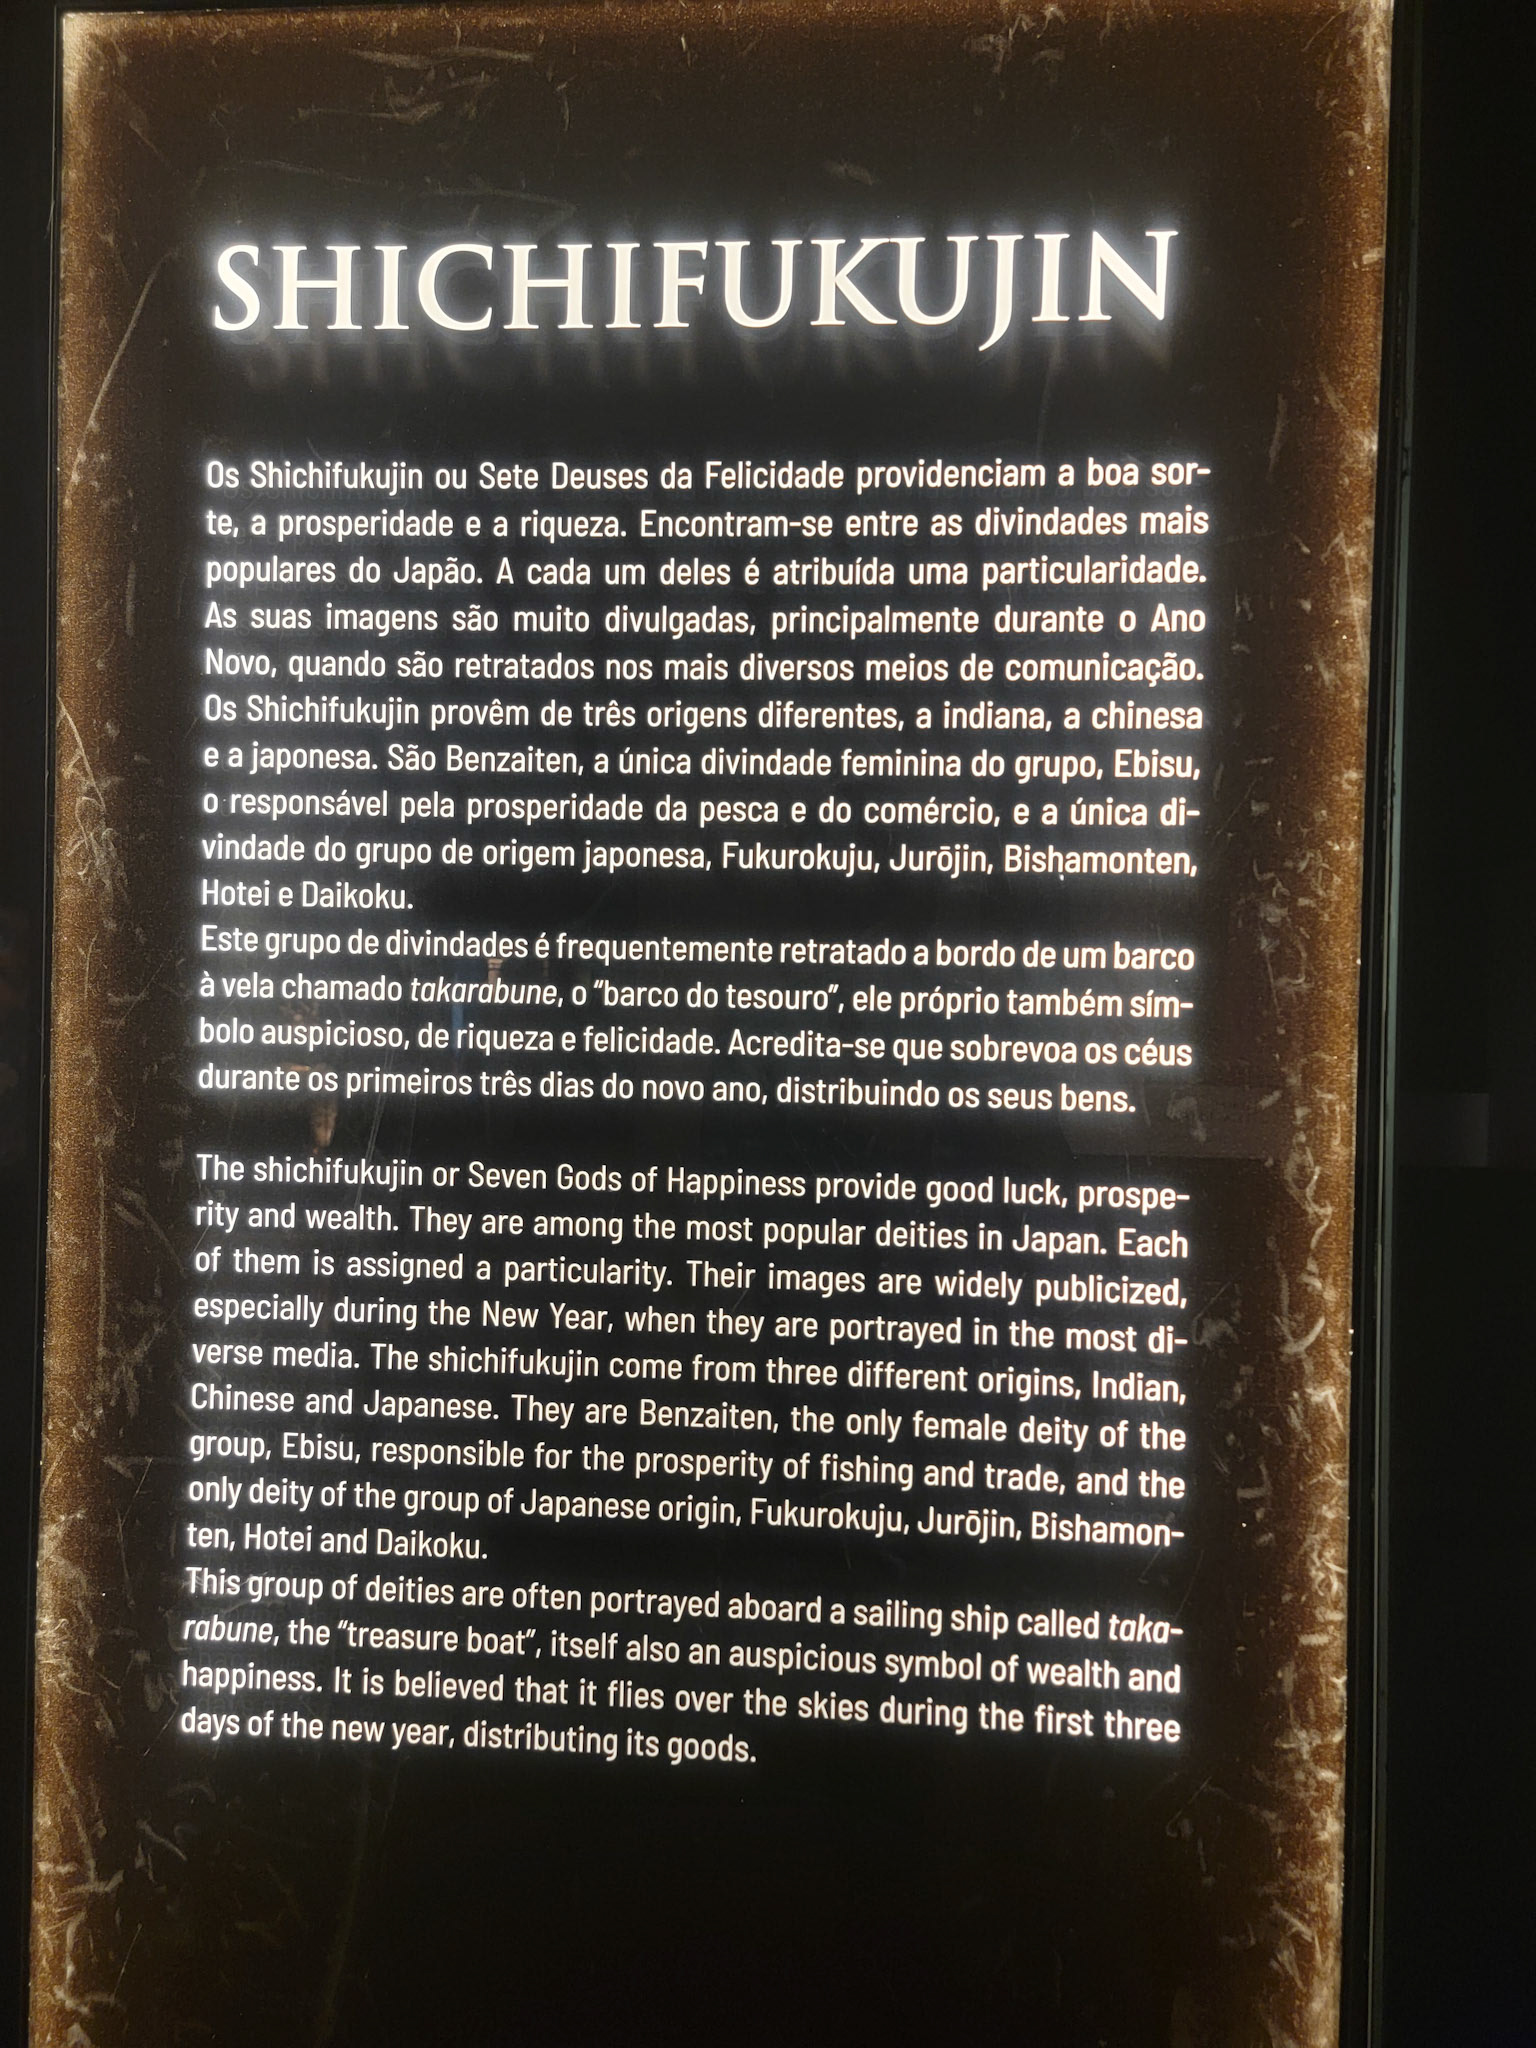 SHICHIFUKUJIN
Os Shichifukujin ou Sete Deuses da Felicidade providenciam a boa sor-
te, a prosperidade e a riqueza. Encontram-se entre as divindades mais
populares do Japão. A cada um deles é atribuída uma particularidade.
As suas imagens são muito divulgadas, principalmente durante o Ano
Novo, quando são retratados nos mais diversos meios de comunicação.
Os Shichifukujin provêm de três origens diferentes, a indiana, a chinesa
e a japonesa. São Benzaiten, a única divindade feminina do grupo, Ebisu,
o responsável pela prosperidade da pesca e do comércio, e a única di-
vindade do grupo de origem japonesa, Fukurokuju, Jurōjin, Bishamonten,
Hotei e Daikoku.
Este grupo de divindades é frequentemente retratado a bordo de um barco
à vela chamado takarabune, o “barco do tesouro”, ele próprio também sím-
bolo auspicioso, de riqueza e felicidade. Acredita-se que sobrevoa os céus
durante os primeiros três dias do novo ano, distribuindo os seus bens.
The shichifukujin or Seven Gods of Happiness provide good luck, prospe-
rity and wealth. They are among the most popular deities in Japan. Each
of them is assigned a particularity. Their images are widely publicized,
especially during the New Year, when they are portrayed in the most di-
verse media. The shichifukujin come from three different origins, Indian,
Chinese and Japanese. They are Benzaiten, the only female deity of the
group, Ebisu, responsible for the prosperity of fishing and trade, and the
only deity of the group of Japanese origin, Fukurokuju, Jurōjin, Bishamon-
ten, Hotei and Daikoku.
This group of deities are often portrayed aboard a sailing ship called taka-
rabune, the “treasure boat”, itself also an auspicious symbol of wealth and
happiness. It is believed that it flies over the skies during the first three
days of the new year, distributing its goods.